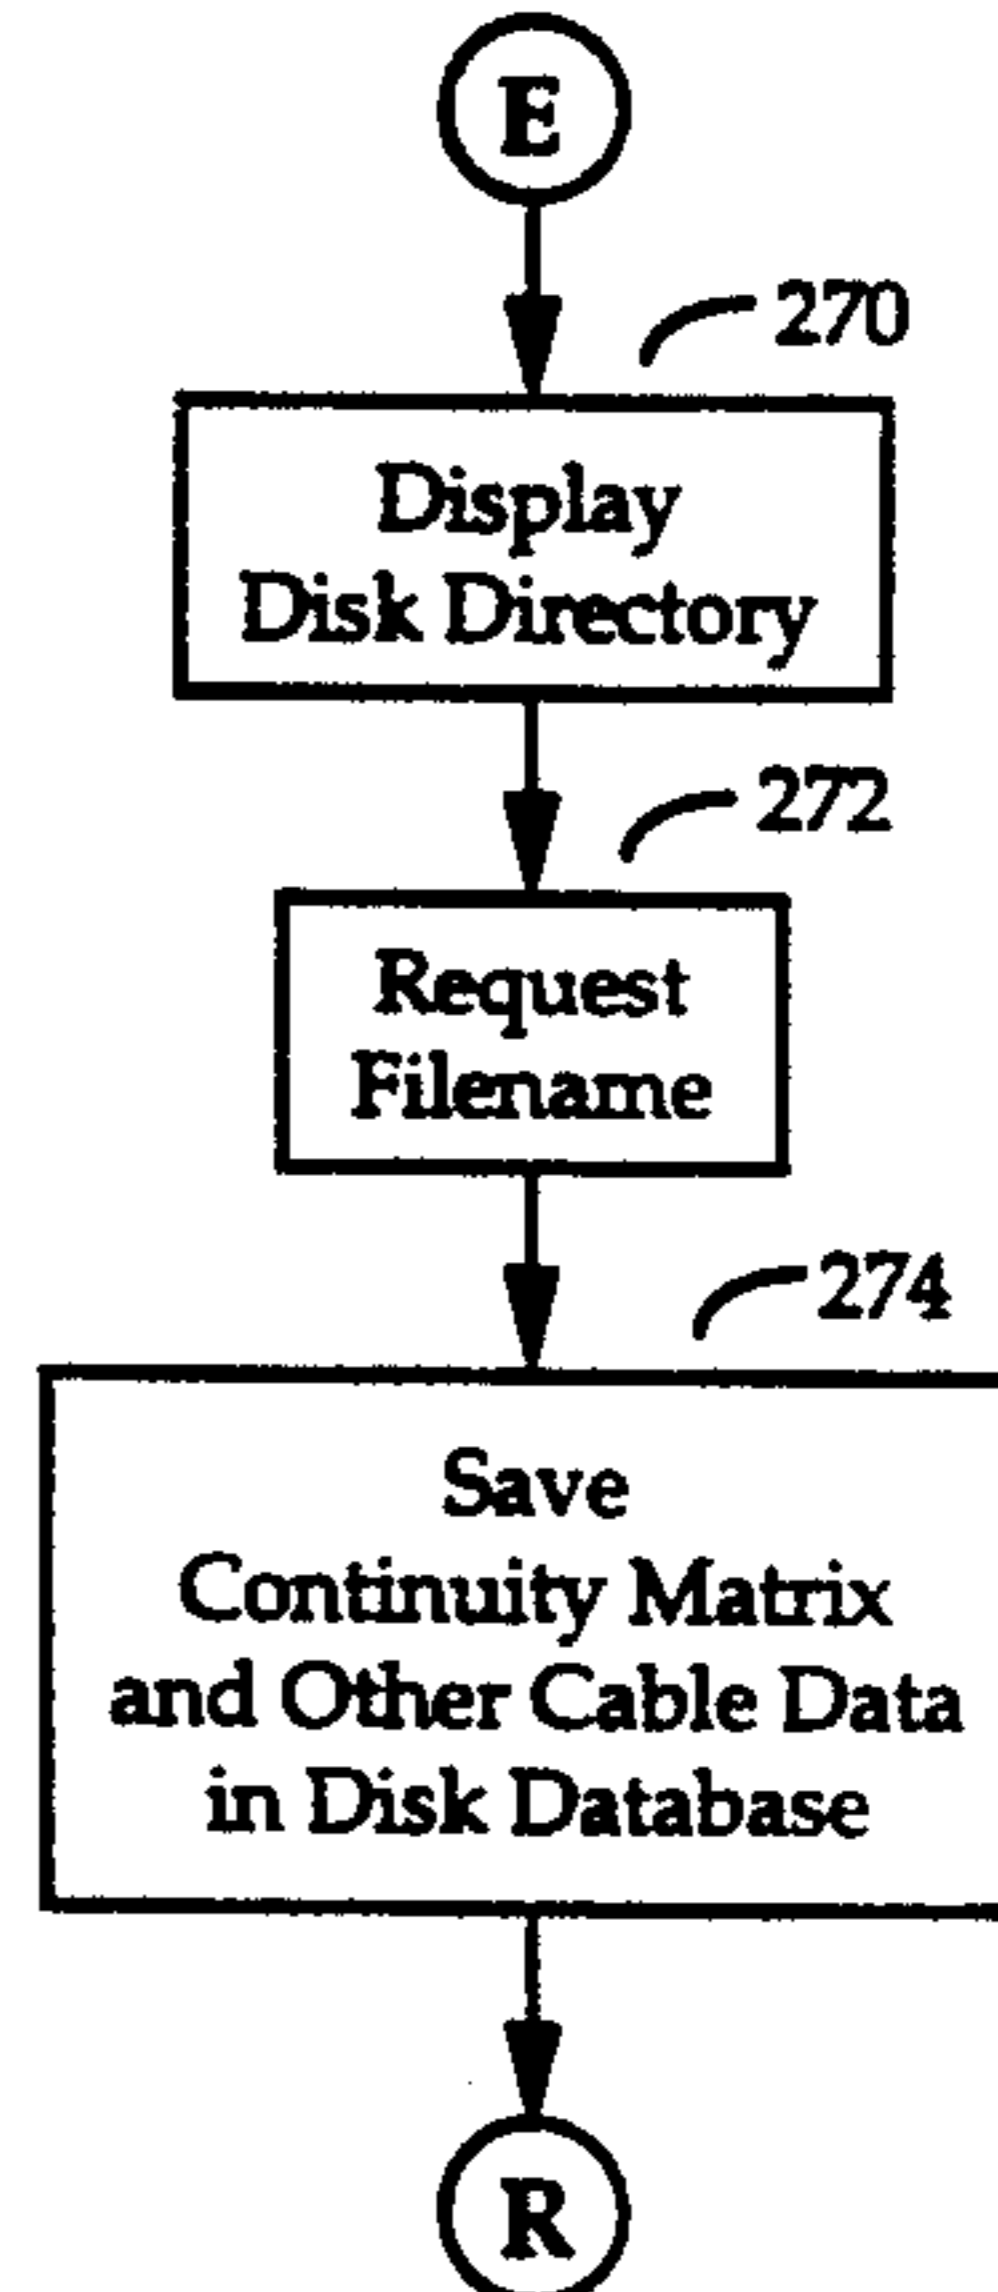 E
270
Display
Disk Directory
272
Request
Filename
274
Save
Continuity Matrix
and Other Cable Data
in Disk Database
R